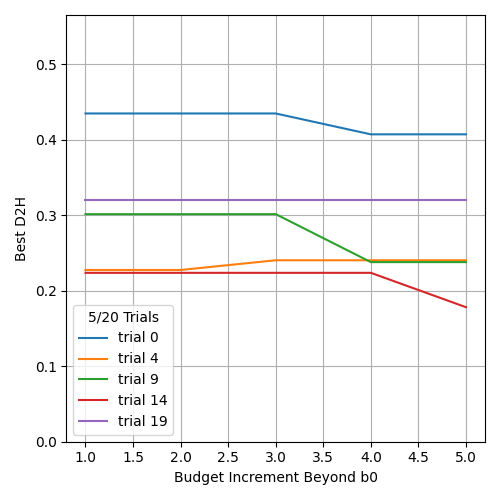 0.5
0.4
0.3
0.2
0.1
0.0
Best D2H
5/20 Trials
trial 0
trial 4
trial 9
trial 14
trial 19
1.0 1.5 2.0 2.5 3.0 3.5 4.0 4.5 5.0
Budget Increment Beyond b0